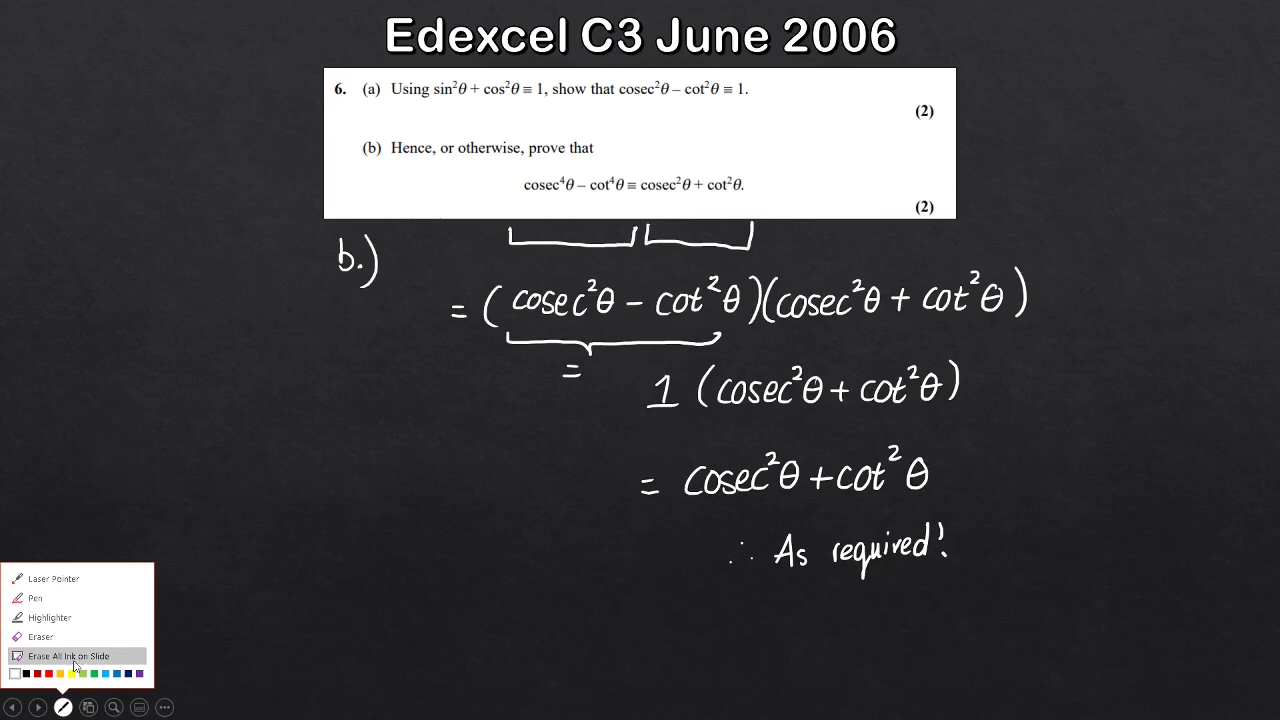 Edexcel C3 June 2006
6. (a) Using sin²θ + cos²θ ≡ 1, show that cosec²θ – cot²θ ≡ 1.
(2)
(b) Hence, or otherwise, prove that
cosec⁴θ – cot⁴θ ≡ cosec²θ + cot²θ.
(2)
b.)
= (cosec²θ – cot²θ)(cosec²θ + cot²θ)
= 1 (cosec²θ + cot²θ)
= cosec²θ + cot²θ
∴ As required!
Laser Pointer
Pen
Highlighter
Eraser
Erase All Ink on Slide